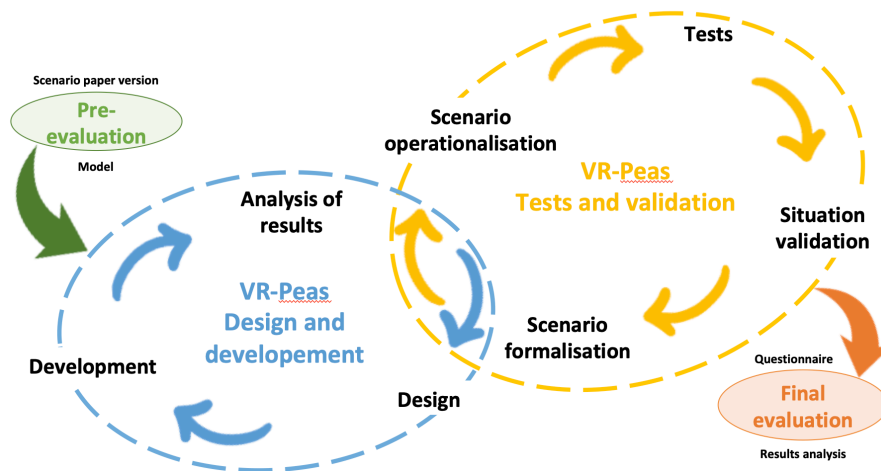 Scenario paper version
Pre-
evaluation
Model
Analysis of
results
VR-Peas
Design and
developement
Development
Design
Tests
Scenario
operationalisation
VR-Peas
Tests and validation
Situation
validation
Scenario
formalisation
Questionnaire
Final
evaluation
Results analysis